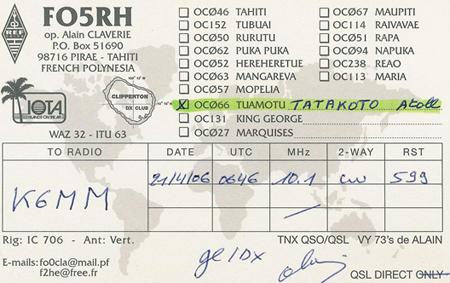 FO5RH
op. Alain CLAVERIE
P.O. Box 51690
98716 PIRAE - TAHITI
FRENCH POLYNESIA
R.E.F
IOTA
ISLANDS ON THE AIR
CLIPPERTON
DX CLUB
WAZ 32 - ITU 63
OC046 TAHITI
OC152 TUBUAI
OC050 RURUTU
OC062 PUKA PUKA
OC052 HEREHERETUE
OC063 MANGAREVA
OC057 MOPELIA
X OC066 TUAMOTU TATAKOTO Atoll
OC131 KING GEORGE
OC027 MARQUISES
OC067 MAUPITI
OC114 RAIVAVAE
OC051 RAPA
OC094 NAPUKA
OC238 REAO
OC113 MARIA
TO RADIO DATE UTC MHz 2-WAY RST
K6MM 21/4/06 0646 10.1 CW 599
Rig: IC 706 - Ant: Vert.
TNX QSO/QSL VY 73's de ALAIN
E-mails: fo0cla@mail.pf
f2he@free.fr
QSL DIRECT ONLY